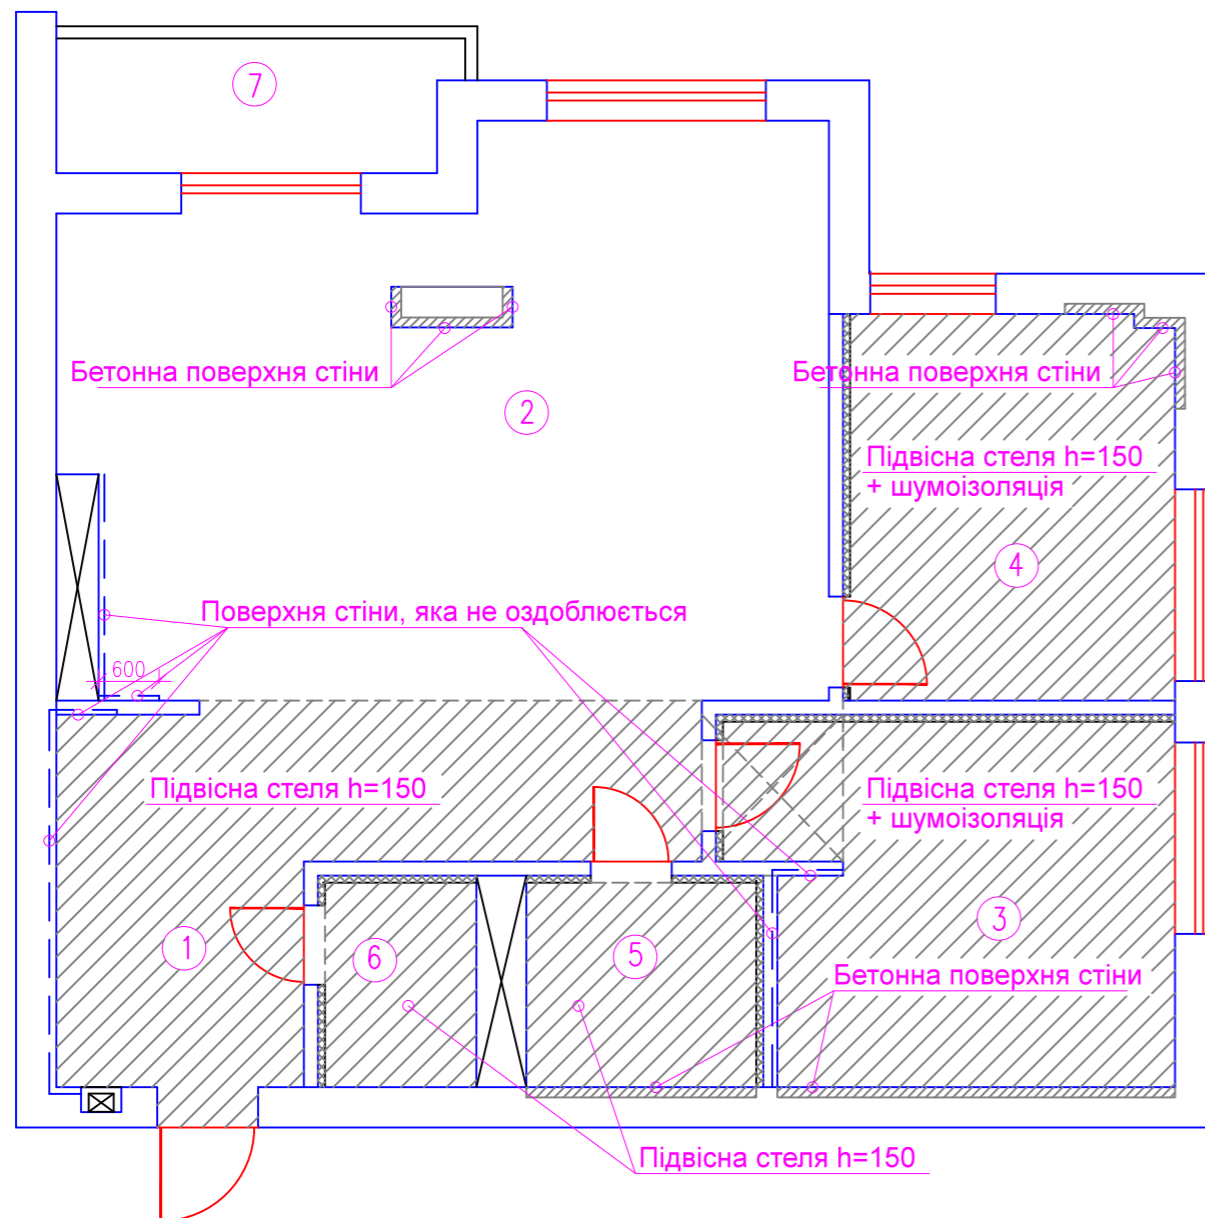 7
Бетонна поверхня стіни
Бетонна поверхня стіни
2
Підвісна стеля h=150
+ шумоізоляція
4
Поверхня стіни, яка не оздоблюється
600
Підвісна стеля h=150
Підвісна стеля h=150
+ шумоізоляція
3
1
6
5
Бетонна поверхня стіни
Підвісна стеля h=150